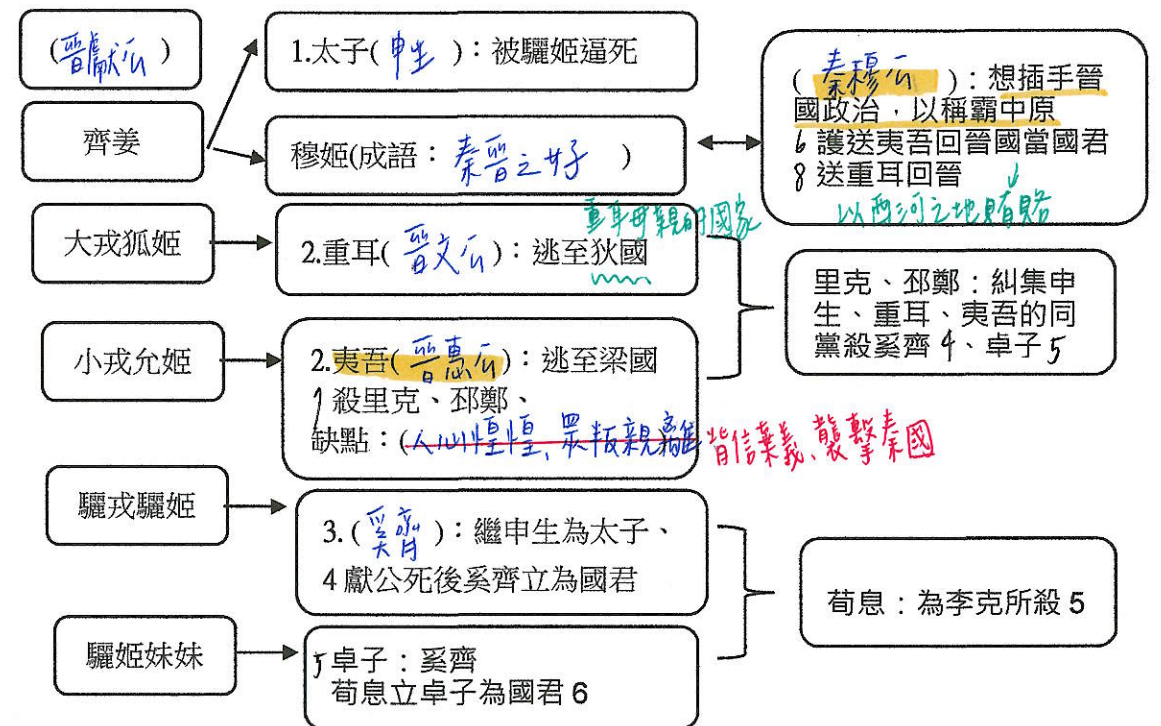 (晉獻公)
齊姜
1.太子(申生)：被驪姬逼死
穆姬(成語：秦晉之好)
(秦穆公)：想插手晉
國政治，以稱霸中原
6 護送夷吾回晉國當國君
8 送重耳回晉
以西河之地賄賂
大戎狐姬
重耳母親的國家
2.重耳(晉文公)：逃至狄國
里克、邳鄭：糾集申
生、重耳、夷吾的同
黨殺奚齊4、卓子5
小戎允姬
2.夷吾(晉惠公)：逃至梁國
7 殺里克、邳鄭、
缺點：(人心惶惶、眾叛親離 背信棄義、襲擊秦國
驪戎驪姬
3.(奚齊)：繼申生為太子、
4 獻公死後奚齊立為國君
荀息：為李克所殺 5
驪姬妹妹
5 卓子：奚齊
荀息立卓子為國君 6